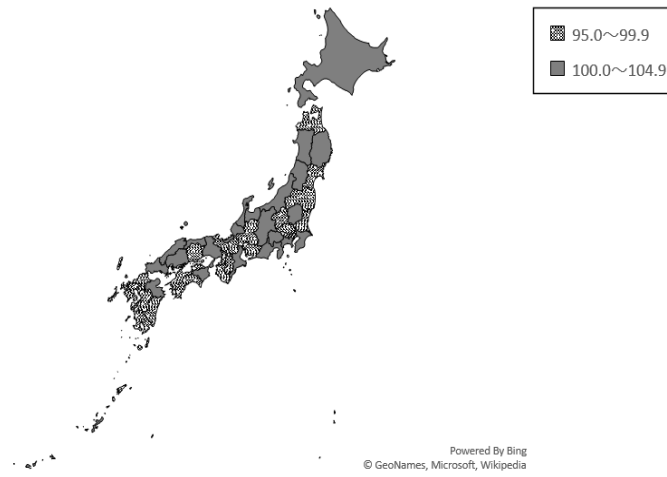 95.0～99.9
100.0～104.9
Powered By Bing
© GeoNames, Microsoft, Wikipedia